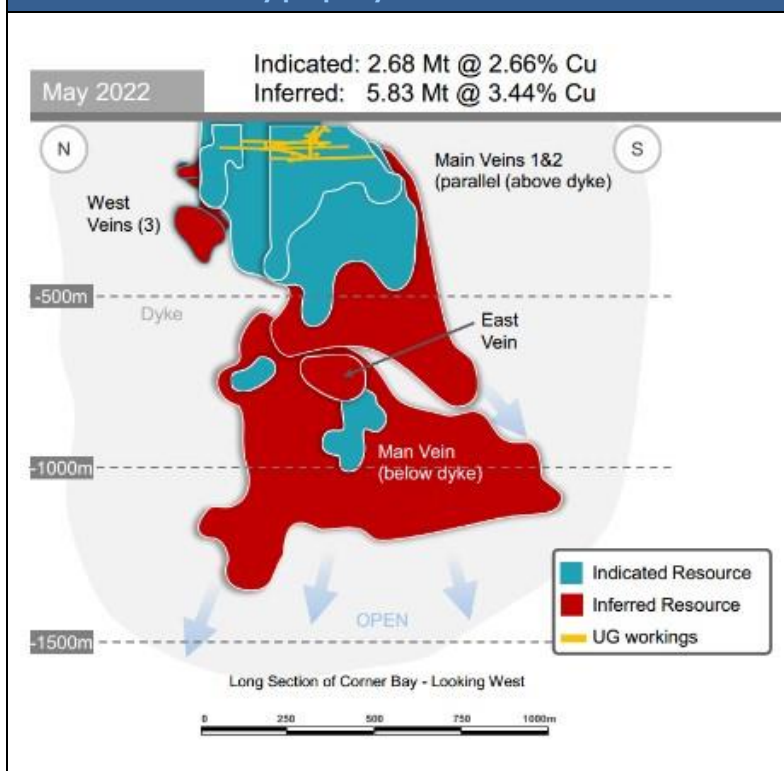 Indicated: 2.68 Mt @ 2.66% Cu
May 2022
Inferred: 5.83 Mt @ 3.44% Cu
N
S
Main Veins 1&2
(parallel (above dyke)
West
Veins (3)
-500m
Dyke
East
Vein
-1000m
Man Vein
(below dyke)
Indicated Resource
Inferred Resource
UG workings
OPEN
-1500m
Long Section of Corner Bay - Looking West
0 250 500 750 1000m